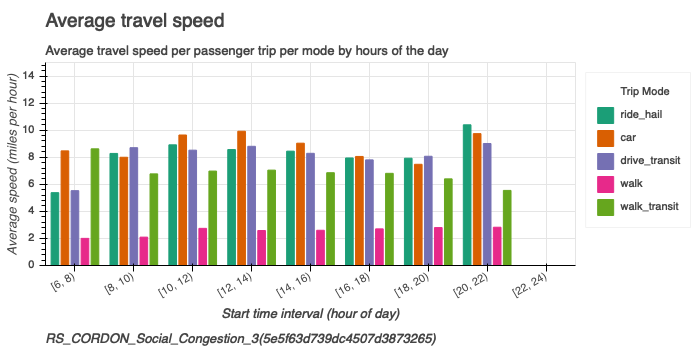 Average travel speed
Average travel speed per passenger trip per mode by hours of the day
Average speed (miles per hour)
14
12
10
8
6
4
2
0
[6, 8)
[8, 10)
[10, 12)
[12, 14)
[14, 16)
[16, 18)
[18, 20)
[20, 22)
[22, 24)
Start time interval (hour of day)
RS_CORDON_Social_Congestion_3(5e5f63d739dc4507d3873265)
Trip Mode
ride_hail
car
drive_transit
walk
walk_transit